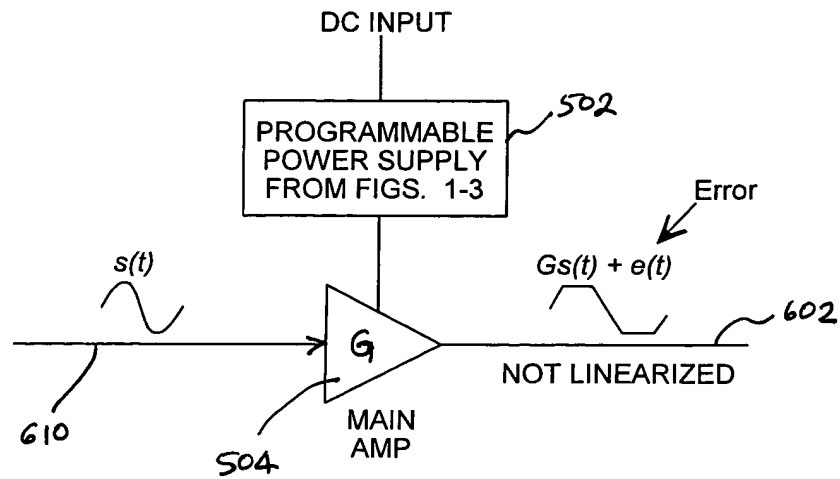 DC INPUT
502
PROGRAMMABLE
POWER SUPPLY
FROM FIGS. 1-3
Error
s(t)
Gs(t) + e(t)
602
G
NOT LINEARIZED
610
504
MAIN
AMP